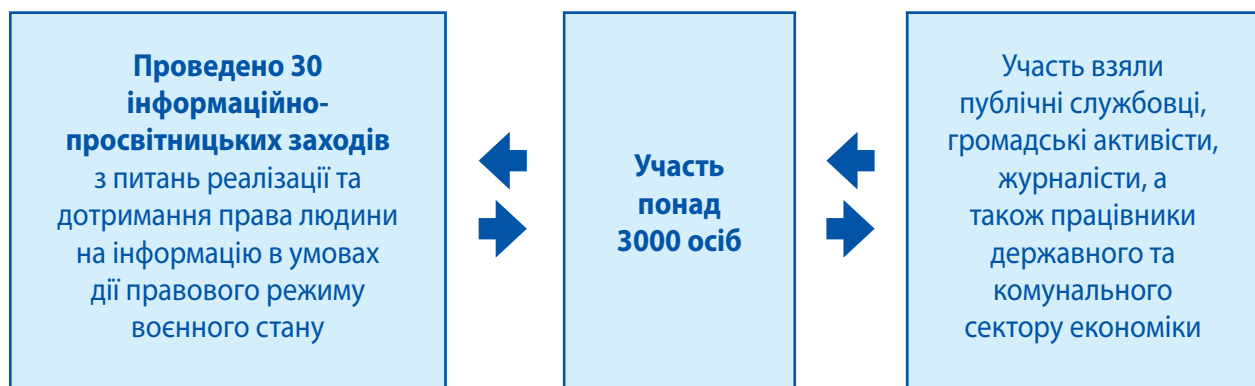 Проведено 30
інформаційно-
просвітницьких заходів
з питань реалізації та
дотримання права людини
на інформацію в умовах
дії правового режиму
воєнного стану
Участь
понад
3000 осіб
Участь взяли
публічні службовці,
громадські активісти,
журналісти, а
також працівники
державного та
комунального
сектору економіки